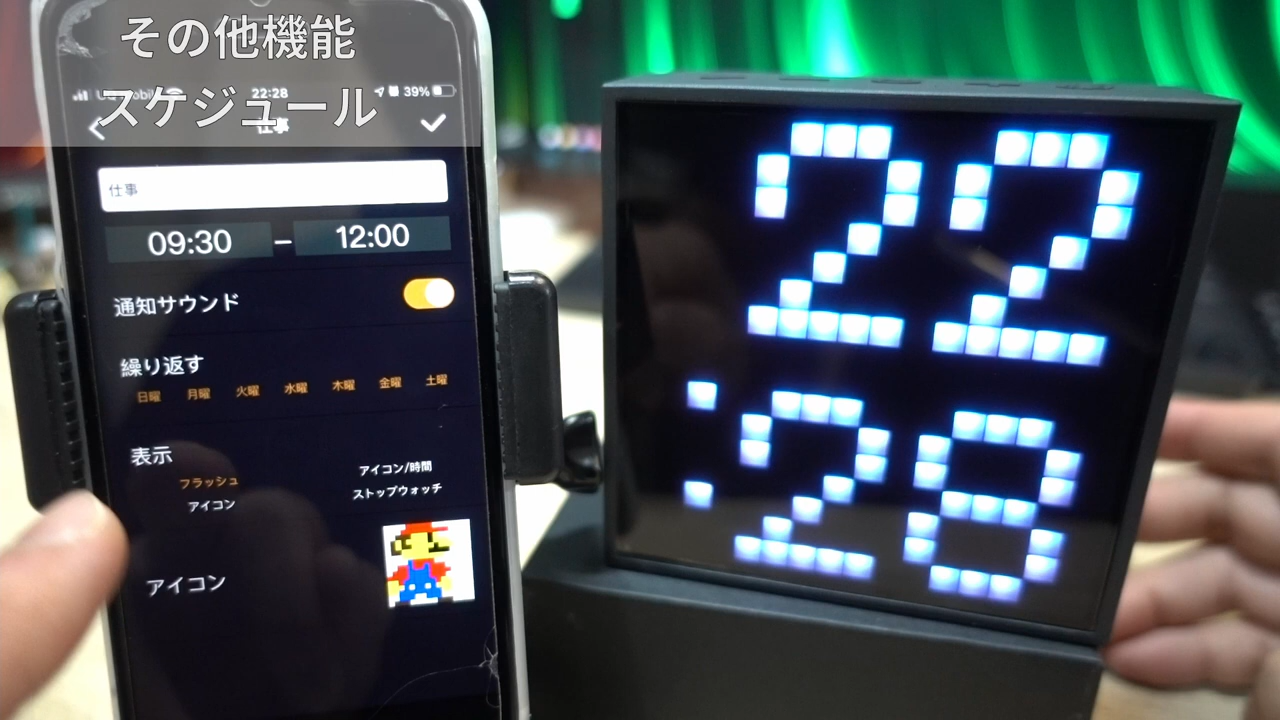 その他機能
スケジュール
22:28
39%
仕事
仕事
09:30 – 12:00
通知サウンド
繰り返す
日曜 月曜 火曜 水曜 木曜 金曜 土曜
表示
フラッシュ アイコン/時間
アイコン ストップウォッチ
アイコン
22
:28